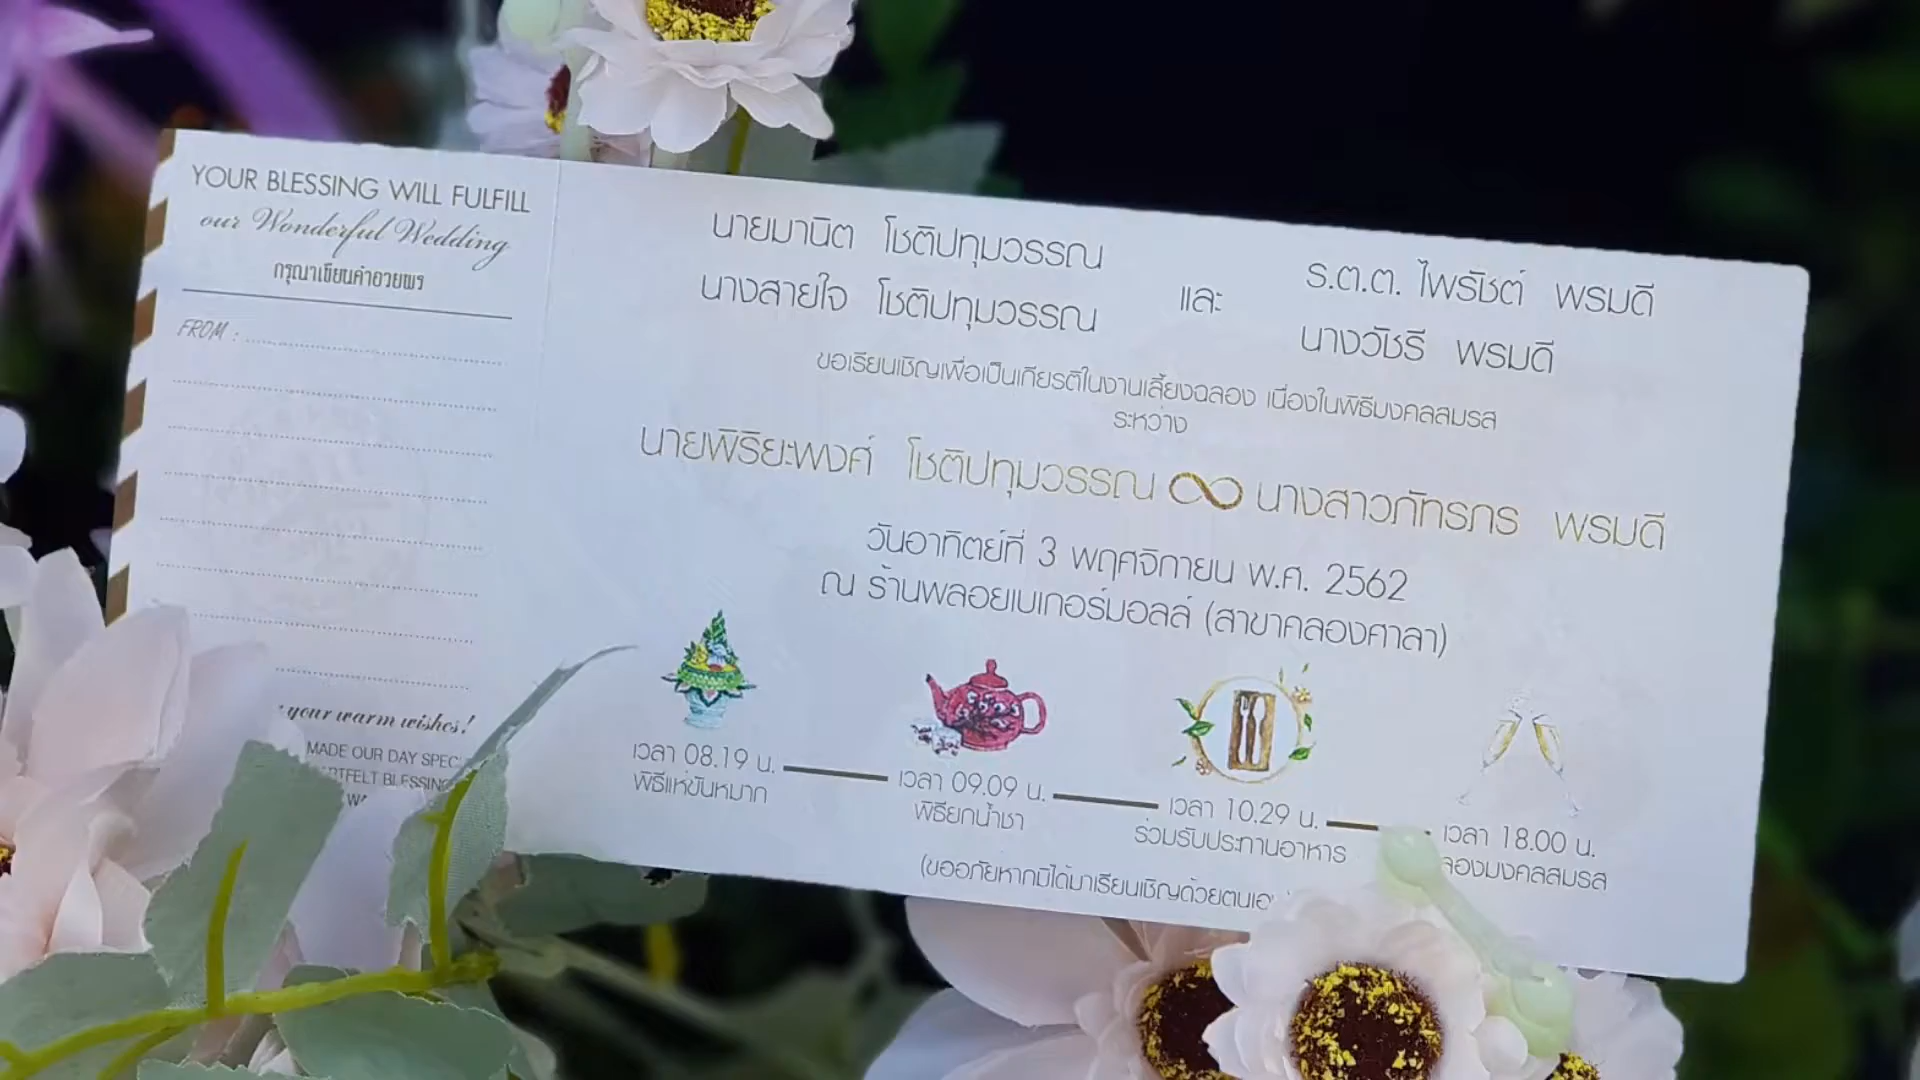 YOUR BLESSING WILL FULFILL
our Wonderful Wedding
กรุณาเขียนคำอวยพร
FROM :
your warm wishes!
MADE OUR DAY
นายมานิต โชติปทุมวรรณ
นางสายใจ โชติปทุมวรรณ
และ
ร.ต.ต. ไพรัชต์ พรมดี
นางวัชรี พรมดี
ขอเรียนเชิญเพื่อเป็นเกียรติในงานเลี้ยงฉลอง เนื่องในพิธีมงคลสมรส
ระหว่าง
นายพิริยะพงศ์ โชติปทุมวรรณ ∞ นางสาวภัทรภร พรมดี
วันอาทิตย์ที่ 3 พฤศจิกายน พ.ศ. 2562
ณ ร้านพลอยเบเกอร์มอลล์ (สาขาคลองศาลา)
เวลา 08.19 น.
พิธีแห่ขันหมาก
เวลา 09.09 น.
พิธียกน้ำชา
เวลา 10.29 น.
ร่วมรับประทานอาหาร
เวลา 18.00 น.
ลองมงคลสมรส
(ขออภัยหากมิได้มาเรียนเชิญด้วยตนเอ